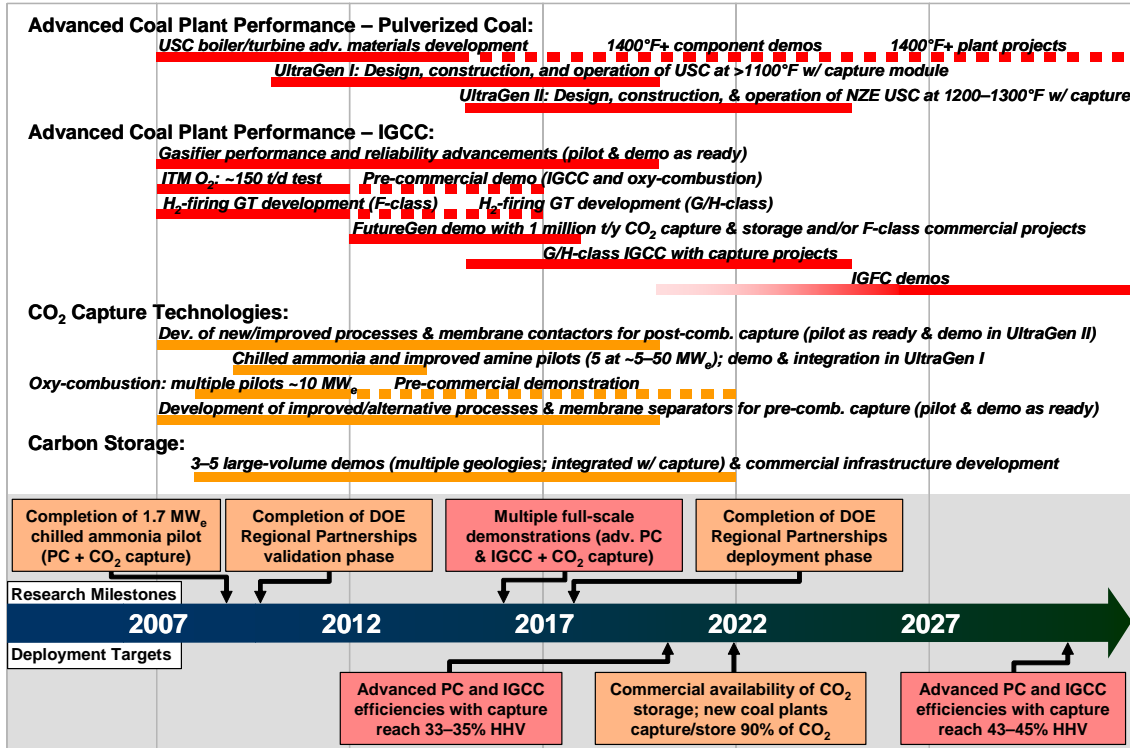 Advanced Coal Plant Performance – Pulverized Coal:
USC boiler/turbine adv. materials development 1400°F+ component demos 1400°F+ plant projects
UltraGen I: Design, construction, and operation of USC at >1100°F w/ capture module
UltraGen II: Design, construction, & operation of NZE USC at 1200–1300°F w/ capture
Advanced Coal Plant Performance – IGCC:
Gasifier performance and reliability advancements (pilot & demo as ready)
ITM O₂: ~150 t/d test Pre-commercial demo (IGCC and oxy-combustion)
H₂-firing GT development (F-class) H₂-firing GT development (G/H-class)
FutureGen demo with 1 million t/y CO₂ capture & storage and/or F-class commercial projects
G/H-class IGCC with capture projects
IGFC demos
CO₂ Capture Technologies:
Dev. of new/improved processes & membrane contactors for post-comb. capture (pilot as ready & demo in UltraGen II)
Chilled ammonia and improved amine pilots (5 at ~5–50 MWₑ); demo & integration in UltraGen I
Oxy-combustion: multiple pilots ~10 MWₑ Pre-commercial demonstration
Development of improved/alternative processes & membrane separators for pre-comb. capture (pilot & demo as ready)
Carbon Storage:
3–5 large-volume demos (multiple geologies; integrated w/ capture) & commercial infrastructure development
Completion of 1.7 MWₑ
chilled ammonia pilot
(PC + CO₂ capture)
Completion of DOE
Regional Partnerships
validation phase
Multiple full-scale
demonstrations (adv. PC
& IGCC + CO₂ capture)
Completion of DOE
Regional Partnerships
deployment phase
Research Milestones
2007 2012 2017 2022 2027
Deployment Targets
Advanced PC and IGCC
efficiencies with capture
reach 33–35% HHV
Commercial availability of CO₂
storage; new coal plants
capture/store 90% of CO₂
Advanced PC and IGCC
efficiencies with capture
reach 43–45% HHV